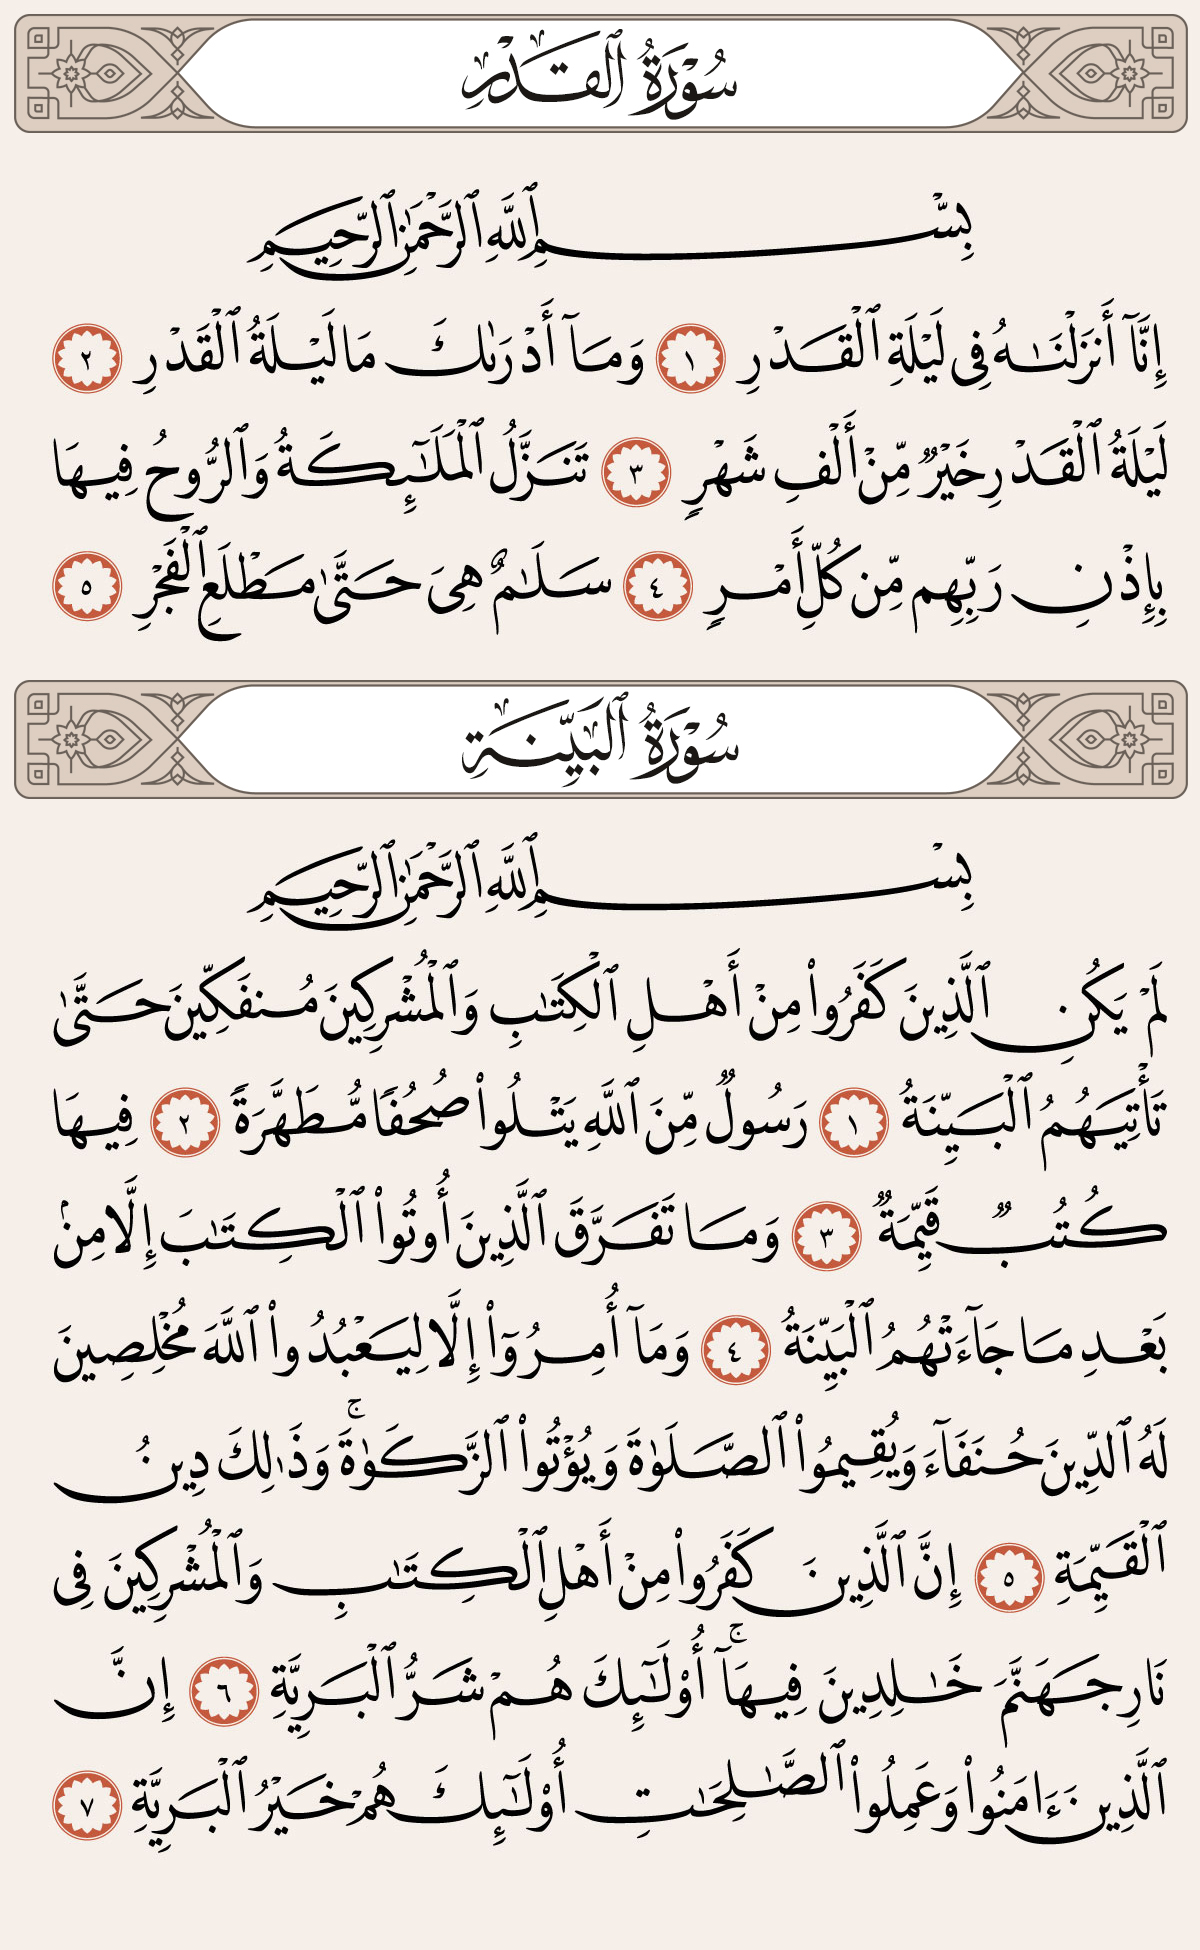 سُورَةُ ٱلْقَدْرِ
بِسْمِ ٱللَّهِ ٱلرَّحْمَٰنِ ٱلرَّحِيمِ
إِنَّآ أَنزَلْنَـٰهُ فِى لَيْلَةِ ٱلْقَدْرِ ١ وَمَآ أَدْرَىٰكَ مَا لَيْلَةُ ٱلْقَدْرِ ٢
لَيْلَةُ ٱلْقَدْرِ خَيْرٌ مِّنْ أَلْفِ شَهْرٍ ٣ تَنَزَّلُ ٱلْمَلَـٰٓئِكَةُ وَٱلرُّوحُ فِيهَا
بِإِذْنِ رَبِّهِم مِّن كُلِّ أَمْرٍ ٤ سَلَـٰمٌ هِىَ حَتَّىٰ مَطْلَعِ ٱلْفَجْرِ ٥
سُورَةُ ٱلْبَيِّنَةِ
بِسْمِ ٱللَّهِ ٱلرَّحْمَٰنِ ٱلرَّحِيمِ
لَمْ يَكُنِ ٱلَّذِينَ كَفَرُوا۟ مِنْ أَهْلِ ٱلْكِتَـٰبِ وَٱلْمُشْرِكِينَ مُنفَكِّينَ حَتَّىٰ
تَأْتِيَهُمُ ٱلْبَيِّنَةُ ١ رَسُولٌ مِّنَ ٱللَّهِ يَتْلُوا۟ صُحُفًا مُّطَهَّرَةً ٢ فِيهَا
كُتُبٌ قَيِّمَةٌ ٣ وَمَا تَفَرَّقَ ٱلَّذِينَ أُوتُوا۟ ٱلْكِتَـٰبَ إِلَّا مِنۢ
بَعْدِ مَا جَآءَتْهُمُ ٱلْبَيِّنَةُ ٤ وَمَآ أُمِرُوٓا۟ إِلَّا لِيَعْبُدُوا۟ ٱللَّهَ مُخْلِصِينَ
لَهُ ٱلدِّينَ حُنَفَآءَ وَيُقِيمُوا۟ ٱلصَّلَوٰةَ وَيُؤْتُوا۟ ٱلزَّكَوٰةَ ۚ وَذَٰلِكَ دِينُ
ٱلْقَيِّمَةِ ٥ إِنَّ ٱلَّذِينَ كَفَرُوا۟ مِنْ أَهْلِ ٱلْكِتَـٰبِ وَٱلْمُشْرِكِينَ فِى
نَارِ جَهَنَّمَ خَـٰلِدِينَ فِيهَآ ۚ أُو۟لَـٰٓئِكَ هُمْ شَرُّ ٱلْبَرِيَّةِ ٦ إِنَّ
ٱلَّذِينَ ءَامَنُوا۟ وَعَمِلُوا۟ ٱلصَّـٰلِحَـٰتِ أُو۟لَـٰٓئِكَ هُمْ خَيْرُ ٱلْبَرِيَّةِ ٧